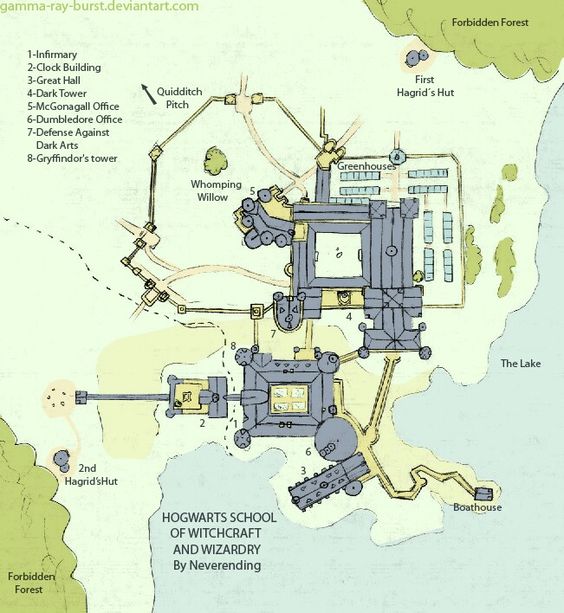 gamma-ray-burst.deviantart.com
Forbidden Forest
1-Infirmary
2-Clock Building
3-Great Hall
4-Dark Tower
5-McGonagall Office
6-Dumbledore Office
7-Defense Against
Dark Arts
8-Gryffindor's tower
Quidditch
Pitch
First
Hagrid´s Hut
Greenhouses
Whomping
Willow
5
4
7
8
The Lake
2
1
6
3
2nd
Hagrid'sHut
Boathouse
HOGWARTS SCHOOL
OF WITCHCRAFT
AND WIZARDRY
By Neverending
Forbidden
Forest